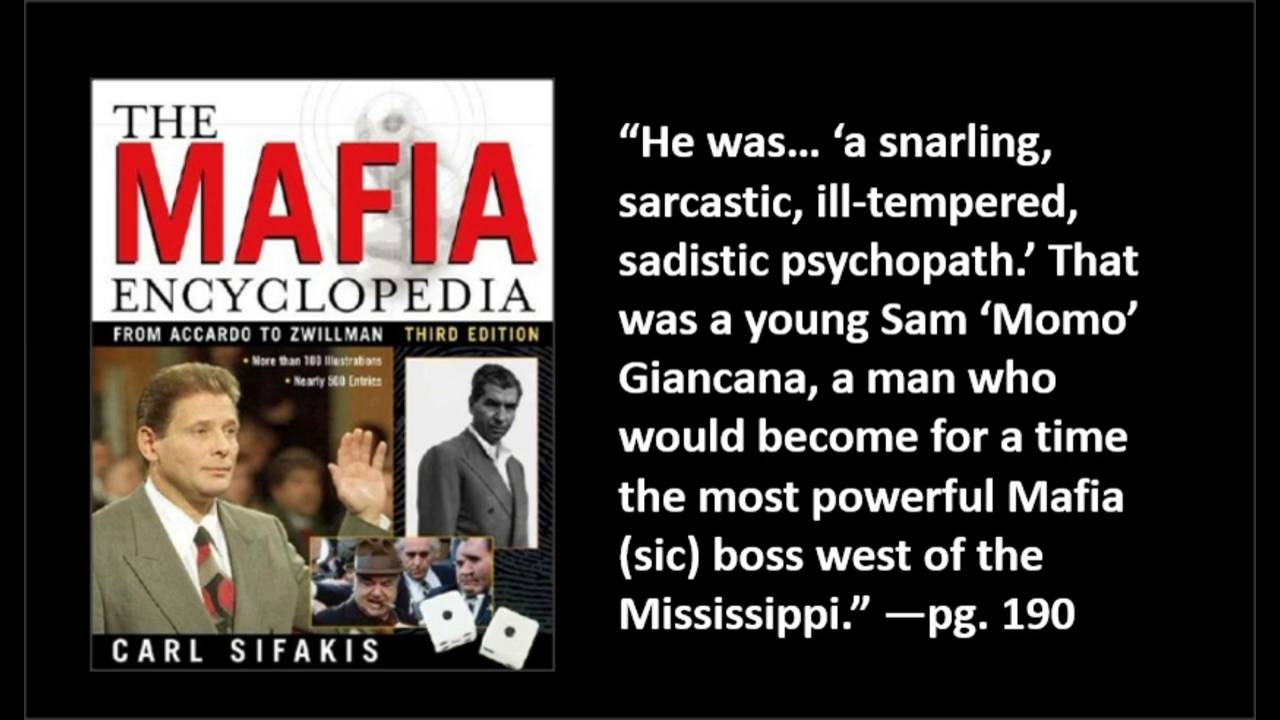 THE
MAFIA
ENCYCLOPEDIA
FROM ACCARDO TO ZWILLMAN THIRD EDITION
• More than 100 Illustrations
• Nearly 500 Entries
CARL SIFAKIS
“He was... ‘a snarling,
sarcastic, ill-tempered,
sadistic psychopath.’ That
was a young Sam ‘Momo’
Giancana, a man who
would become for a time
the most powerful Mafia
(sic) boss west of the
Mississippi.” —pg. 190